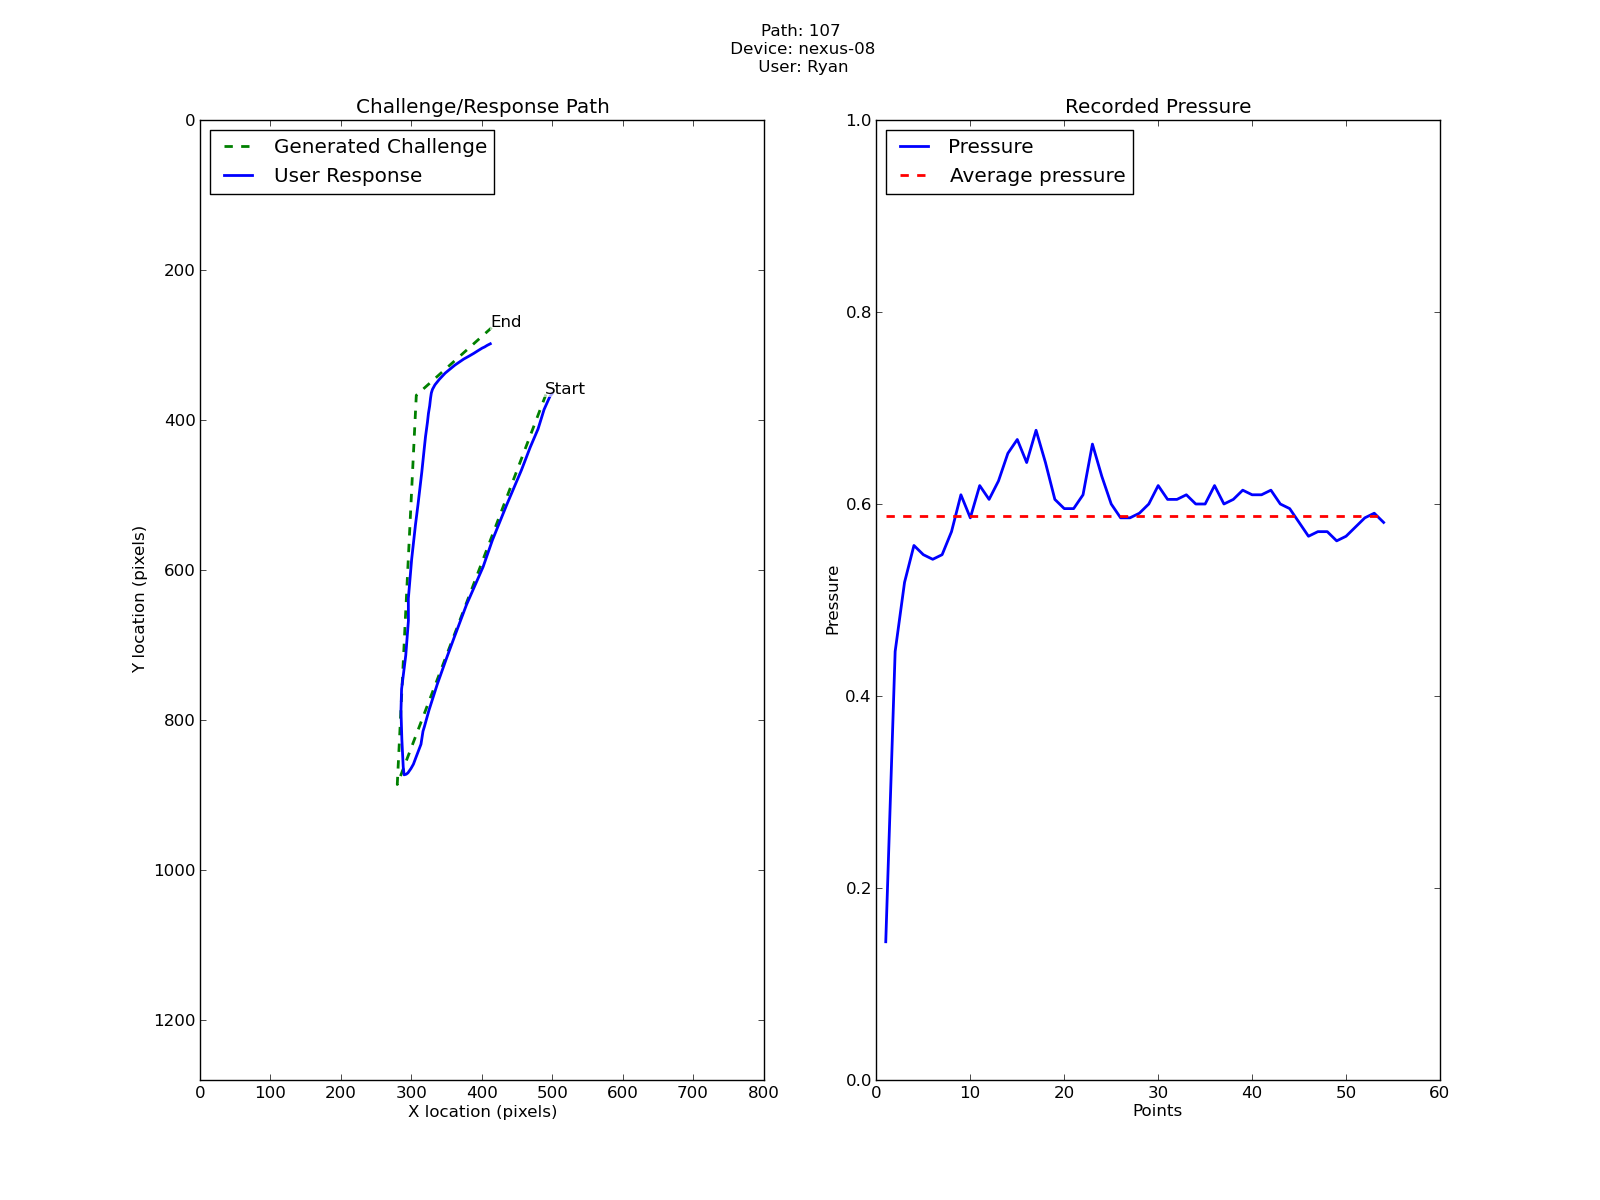 Path: 107
Device: nexus-08
User: Ryan
Challenge/Response Path
Generated Challenge
User Response
End
Start
0
200
400
600
800
1000
1200
Y location (pixels)
0 100 200 300 400 500 600 700 800
X location (pixels)
Recorded Pressure
Pressure
Average pressure
1.0
0.8
0.6
0.4
0.2
0.0
Pressure
0 10 20 30 40 50 60
Points